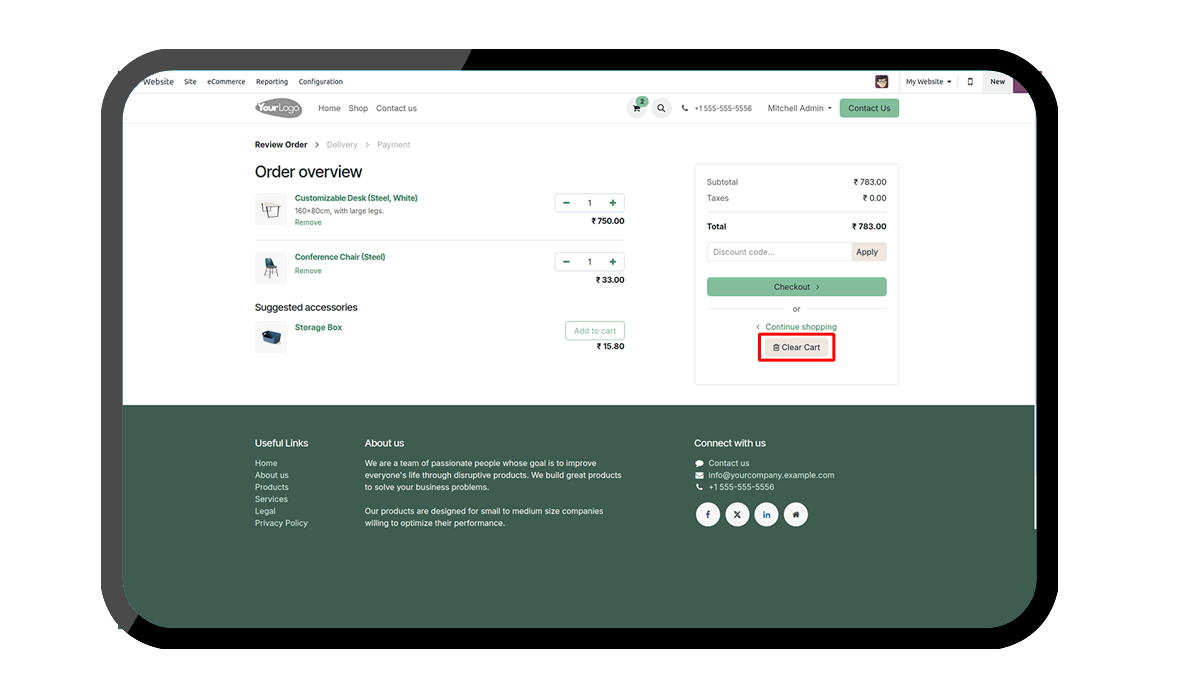 Website Site eCommerce Reporting Configuration My Website New
YourLogo Home Shop Contact us 2 +1 555-555-5556 Mitchell Admin Contact Us
Review Order > Delivery > Payment
Order overview
Customizable Desk (Steel, White)
160x80cm, with large legs.
Remove
- 1 +
₹ 750.00
Conference Chair (Steel)
Remove
- 1 +
₹ 33.00
Suggested accessories
Storage Box
Add to cart
₹ 15.80
Subtotal ₹ 783.00
Taxes ₹ 0.00
Total ₹ 783.00
Discount code... Apply
Checkout >
or
< Continue shopping
Clear Cart
Useful Links
Home
About us
Products
Services
Legal
Privacy Policy
About us
We are a team of passionate people whose goal is to improve
everyone's life through disruptive products. We build great products
to solve your business problems.
Our products are designed for small to medium size companies
willing to optimize their performance.
Connect with us
Contact us
info@yourcompany.example.com
+1 555-555-5556